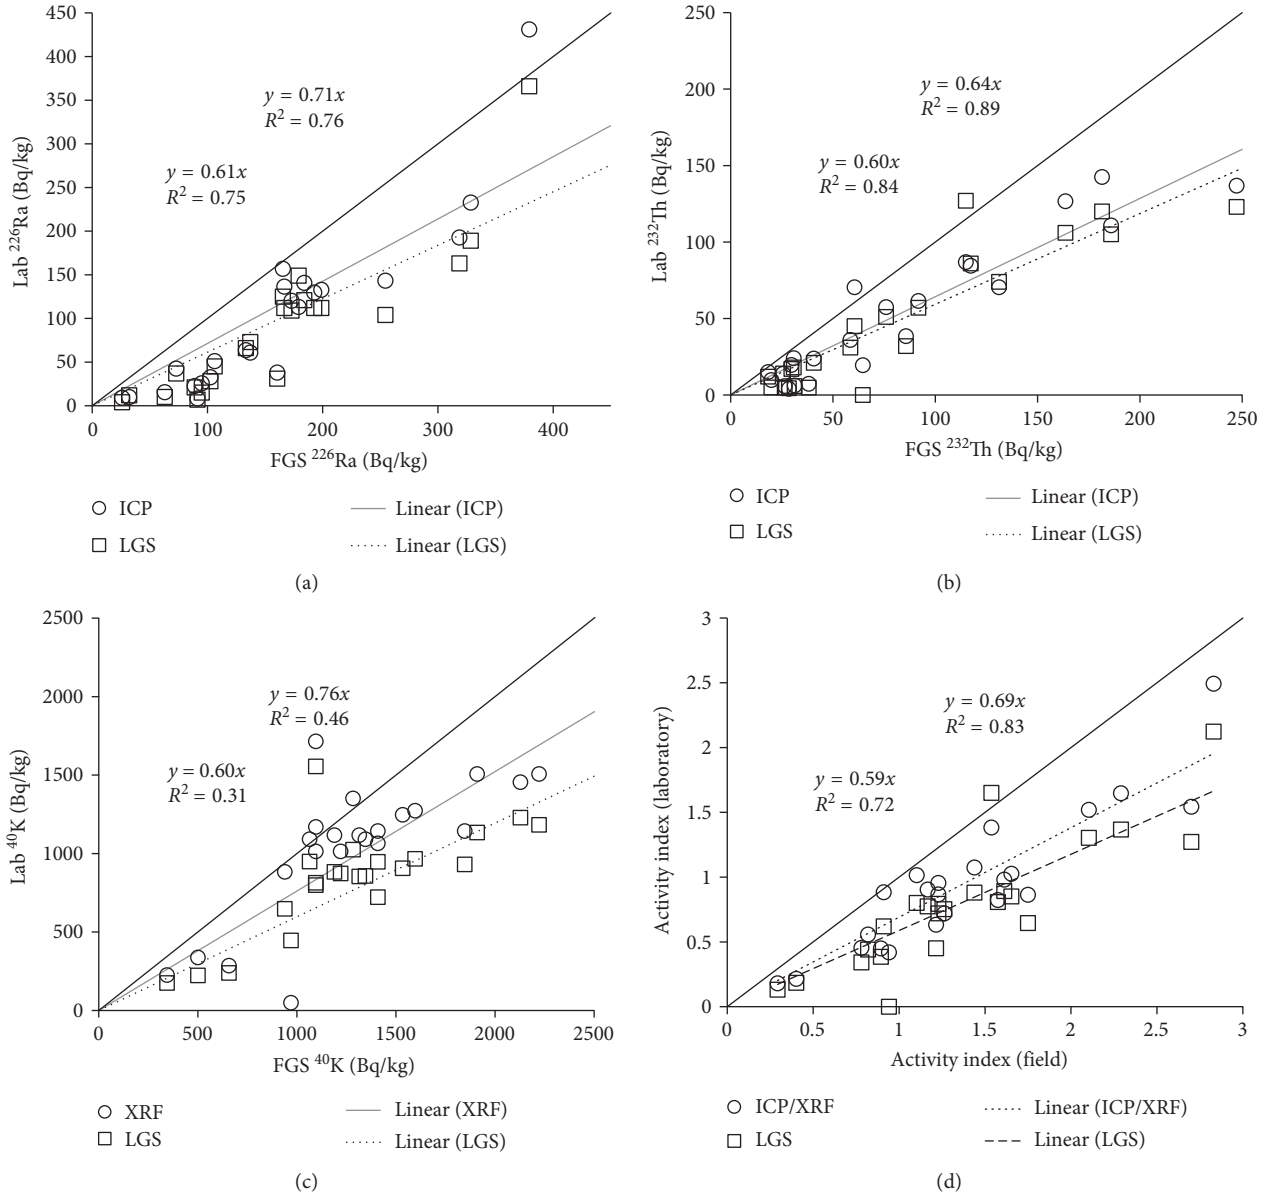 450
400
350
300
250
200
150
100
50
0
Lab ²²⁶Ra (Bq/kg)
y = 0.71x
R² = 0.76
y = 0.61x
R² = 0.75
0 100 200 300 400
FGS ²²⁶Ra (Bq/kg)
ICP
LGS
Linear (ICP)
Linear (LGS)
(a)
250
200
150
100
50
0
Lab ²³²Th (Bq/kg)
y = 0.64x
R² = 0.89
y = 0.60x
R² = 0.84
0 50 100 150 200 250
FGS ²³²Th (Bq/kg)
ICP
LGS
Linear (ICP)
Linear (LGS)
(b)
2500
2000
1500
1000
500
0
Lab ⁴⁰K (Bq/kg)
y = 0.76x
R² = 0.46
y = 0.60x
R² = 0.31
0 500 1000 1500 2000 2500
FGS ⁴⁰K (Bq/kg)
XRF
LGS
Linear (XRF)
Linear (LGS)
(c)
3
2.5
2
1.5
1
0.5
0
Activity index (laboratory)
y = 0.69x
R² = 0.83
y = 0.59x
R² = 0.72
0 0.5 1 1.5 2 2.5 3
Activity index (field)
ICP/XRF
LGS
Linear (ICP/XRF)
Linear (LGS)
(d)